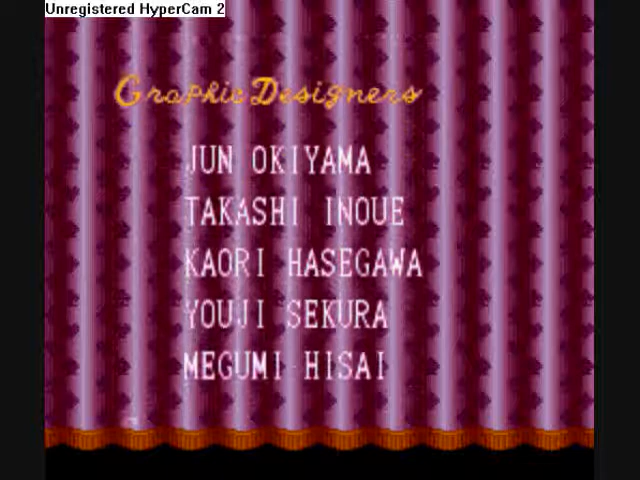 Unregistered HyperCam 2
Graphic Designers
JUN OKIYAMA
TAKASHI INOUE
KAORI HASEGAWA
YOUJI SEKURA
MEGUMI HISAI